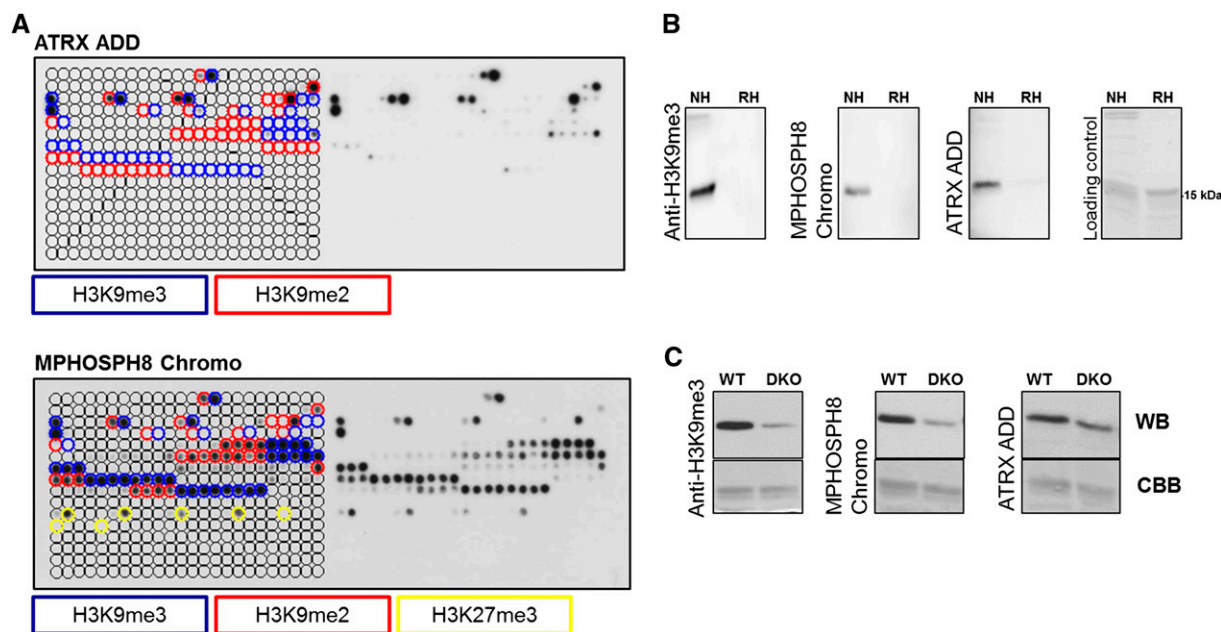 A
ATRX ADD
H3K9me3
H3K9me2
MPHOSPH8 Chromo
H3K9me3
H3K9me2
H3K27me3
B
Anti-H3K9me3
NH RH
MPHOSPH8
Chromo
NH RH
ATRX ADD
NH RH
Loading control
NH RH
-15 kDa
C
Anti-H3K9me3
WT DKO
MPHOSPH8
Chromo
WT DKO
ATRX ADD
WT DKO
WB
CBB